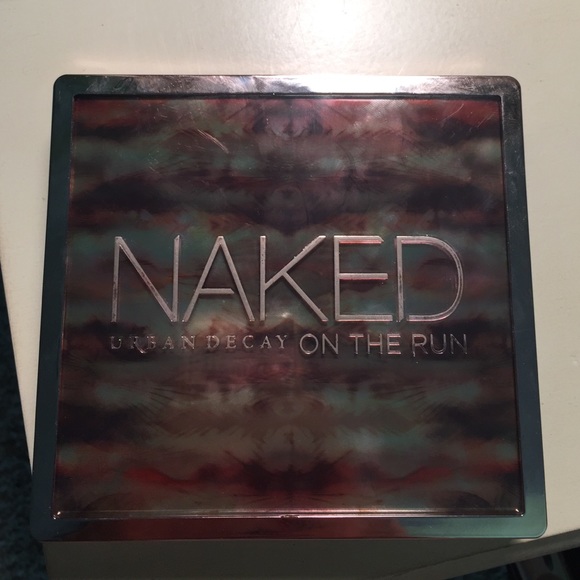 NAKED
URBAN DECAY ON THE RUN